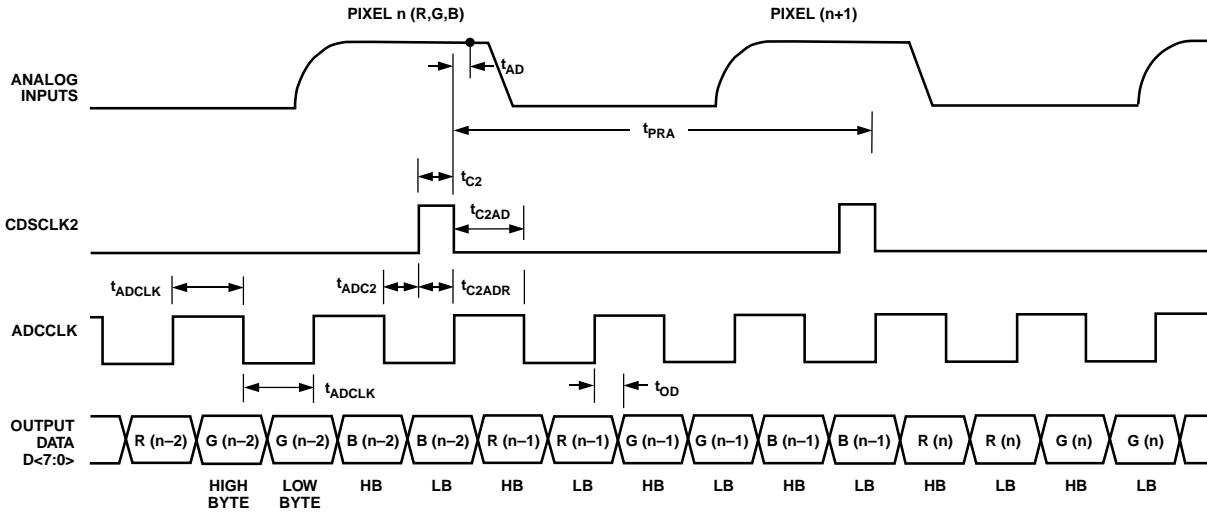 PIXEL n (R,G,B)
PIXEL (n+1)
ANALOG
INPUTS
tAD
tPRA
tC2
CDSCLK2
tC2AD
tADCLK
tADC2
tC2ADR
ADCCLK
tADCLK
tOD
OUTPUT
DATA
D<7:0>
R (n–2)
G (n–2)
G (n–2)
B (n–2)
B (n–2)
R (n–1)
R (n–1)
G (n–1)
G (n–1)
B (n–1)
B (n–1)
R (n)
R (n)
G (n)
G (n)
HIGH
BYTE
LOW
BYTE
HB
LB
HB
LB
HB
LB
HB
LB
HB
LB
HB
LB